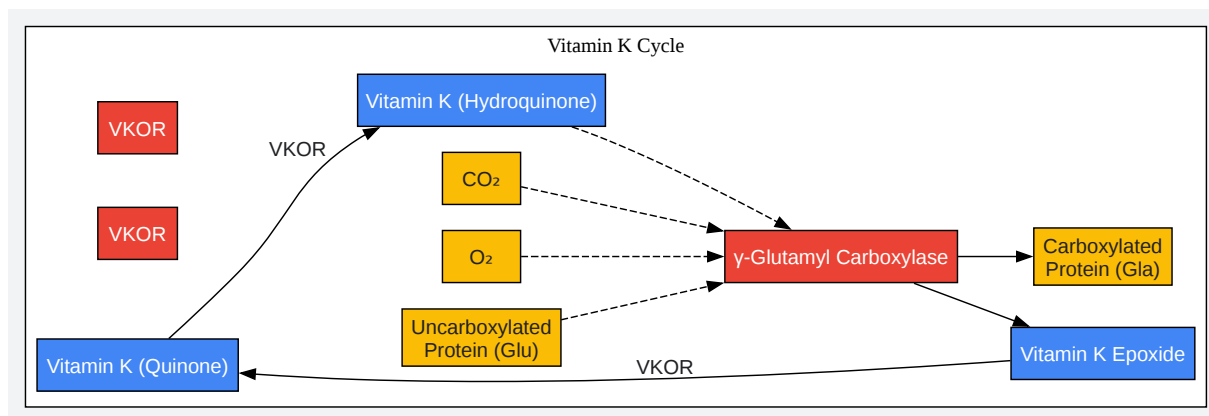 Vitamin K Cycle
Vitamin K (Hydroquinone)
VKOR
VKOR
CO₂
VKOR
O₂
γ-Glutamyl Carboxylase
Carboxylated
Protein (Gla)
Uncarboxylated
Protein (Glu)
Vitamin K (Quinone)
VKOR
Vitamin K Epoxide